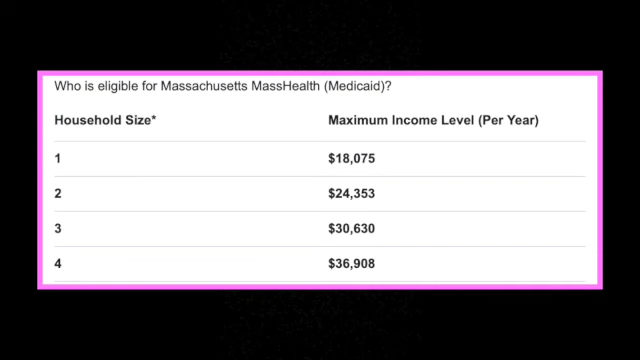 Who is eligible for Massachusetts MassHealth (Medicaid)?
Household Size* Maximum Income Level (Per Year)
1 $18,075
2 $24,353
3 $30,630
4 $36,908